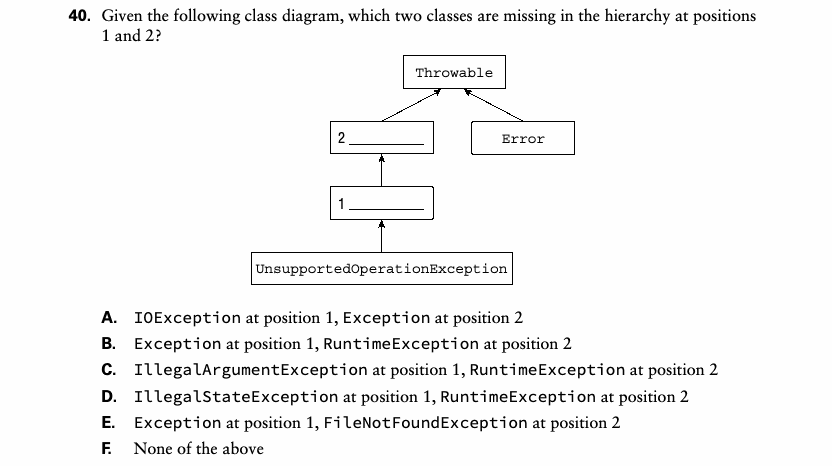 40. Given the following class diagram, which two classes are missing in the hierarchy at positions
1 and 2?
Throwable
2 __________ Error
1 __________
UnsupportedOperationException
A. IOException at position 1, Exception at position 2
B. Exception at position 1, RuntimeException at position 2
C. IllegalArgumentException at position 1, RuntimeException at position 2
D. IllegalStateException at position 1, RuntimeException at position 2
E. Exception at position 1, FileNotFoundException at position 2
F. None of the above